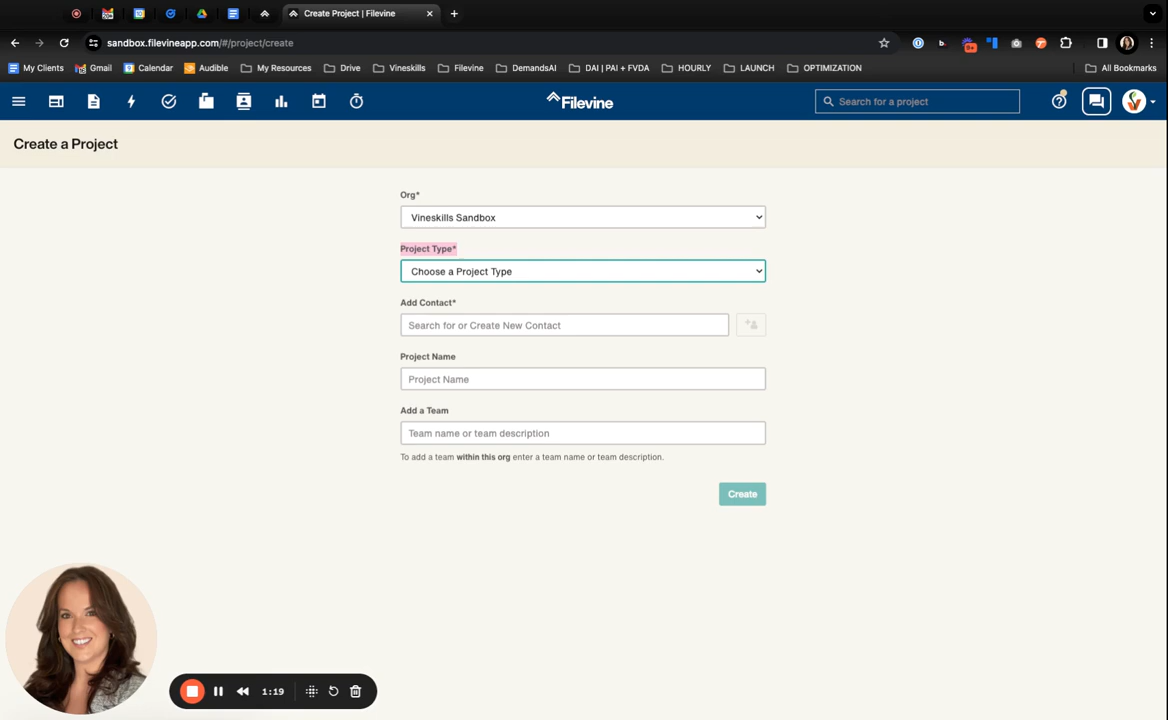 Create Project | Filevine
sandbox.filevineapp.com/#/project/create
9+
My Clients Gmail Calendar Audible My Resources Drive Vineskills Filevine DemandsAI DAI | PAI + FVDA HOURLY LAUNCH OPTIMIZATION All Bookmarks
Filevine
Search for a project
Create a Project
Org*
Vineskills Sandbox
Project Type*
Choose a Project Type
Add Contact*
Search for or Create New Contact
Project Name
Project Name
Add a Team
Team name or team description
To add a team within this org enter a team name or team description.
Create
1:19